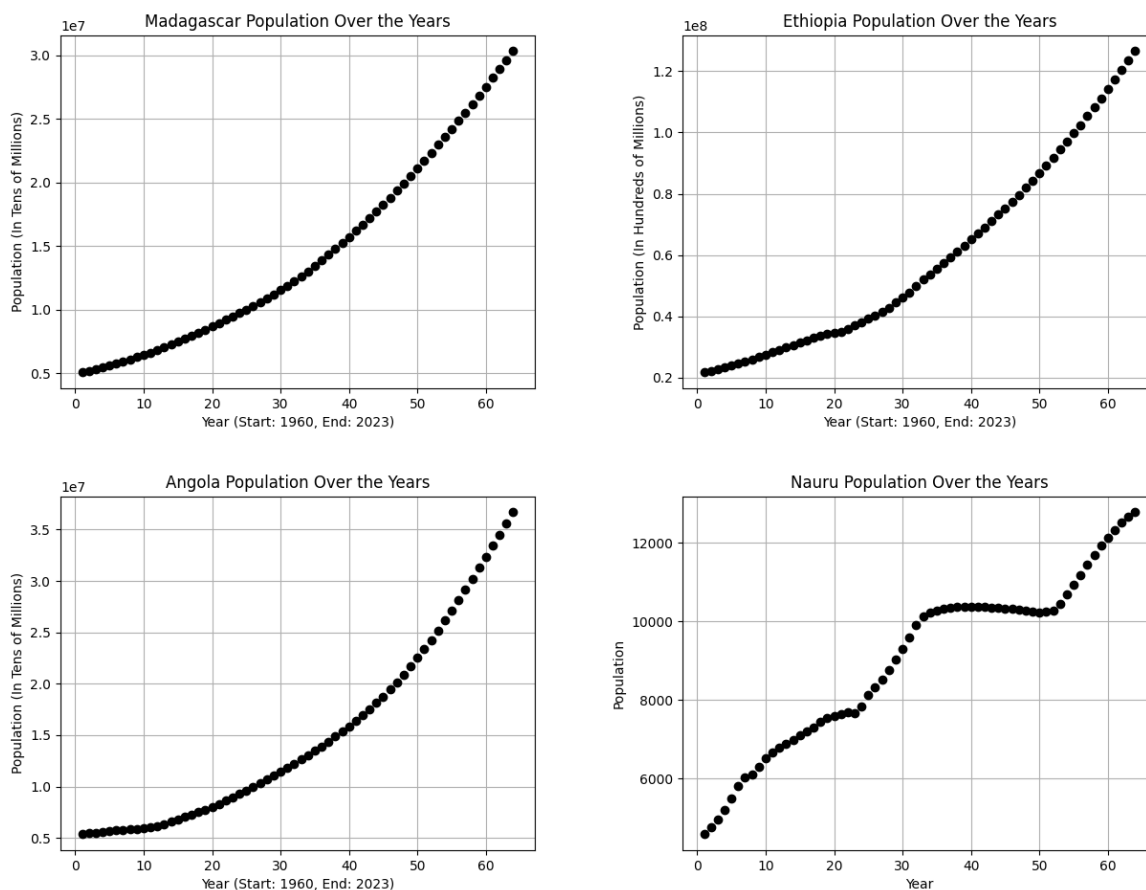 Madagascar Population Over the Years
1e7
Population (In Tens of Millions)
3.0
2.5
2.0
1.5
1.0
0.5
0 10 20 30 40 50 60
Year (Start: 1960, End: 2023)
Ethiopia Population Over the Years
1e8
Population (In Hundreds of Millions)
1.2
1.0
0.8
0.6
0.4
0.2
0 10 20 30 40 50 60
Year (Start: 1960, End: 2023)
Angola Population Over the Years
1e7
Population (In Tens of Millions)
3.5
3.0
2.5
2.0
1.5
1.0
0.5
0 10 20 30 40 50 60
Year (Start: 1960, End: 2023)
Nauru Population Over the Years
Population
12000
10000
8000
6000
0 10 20 30 40 50 60
Year